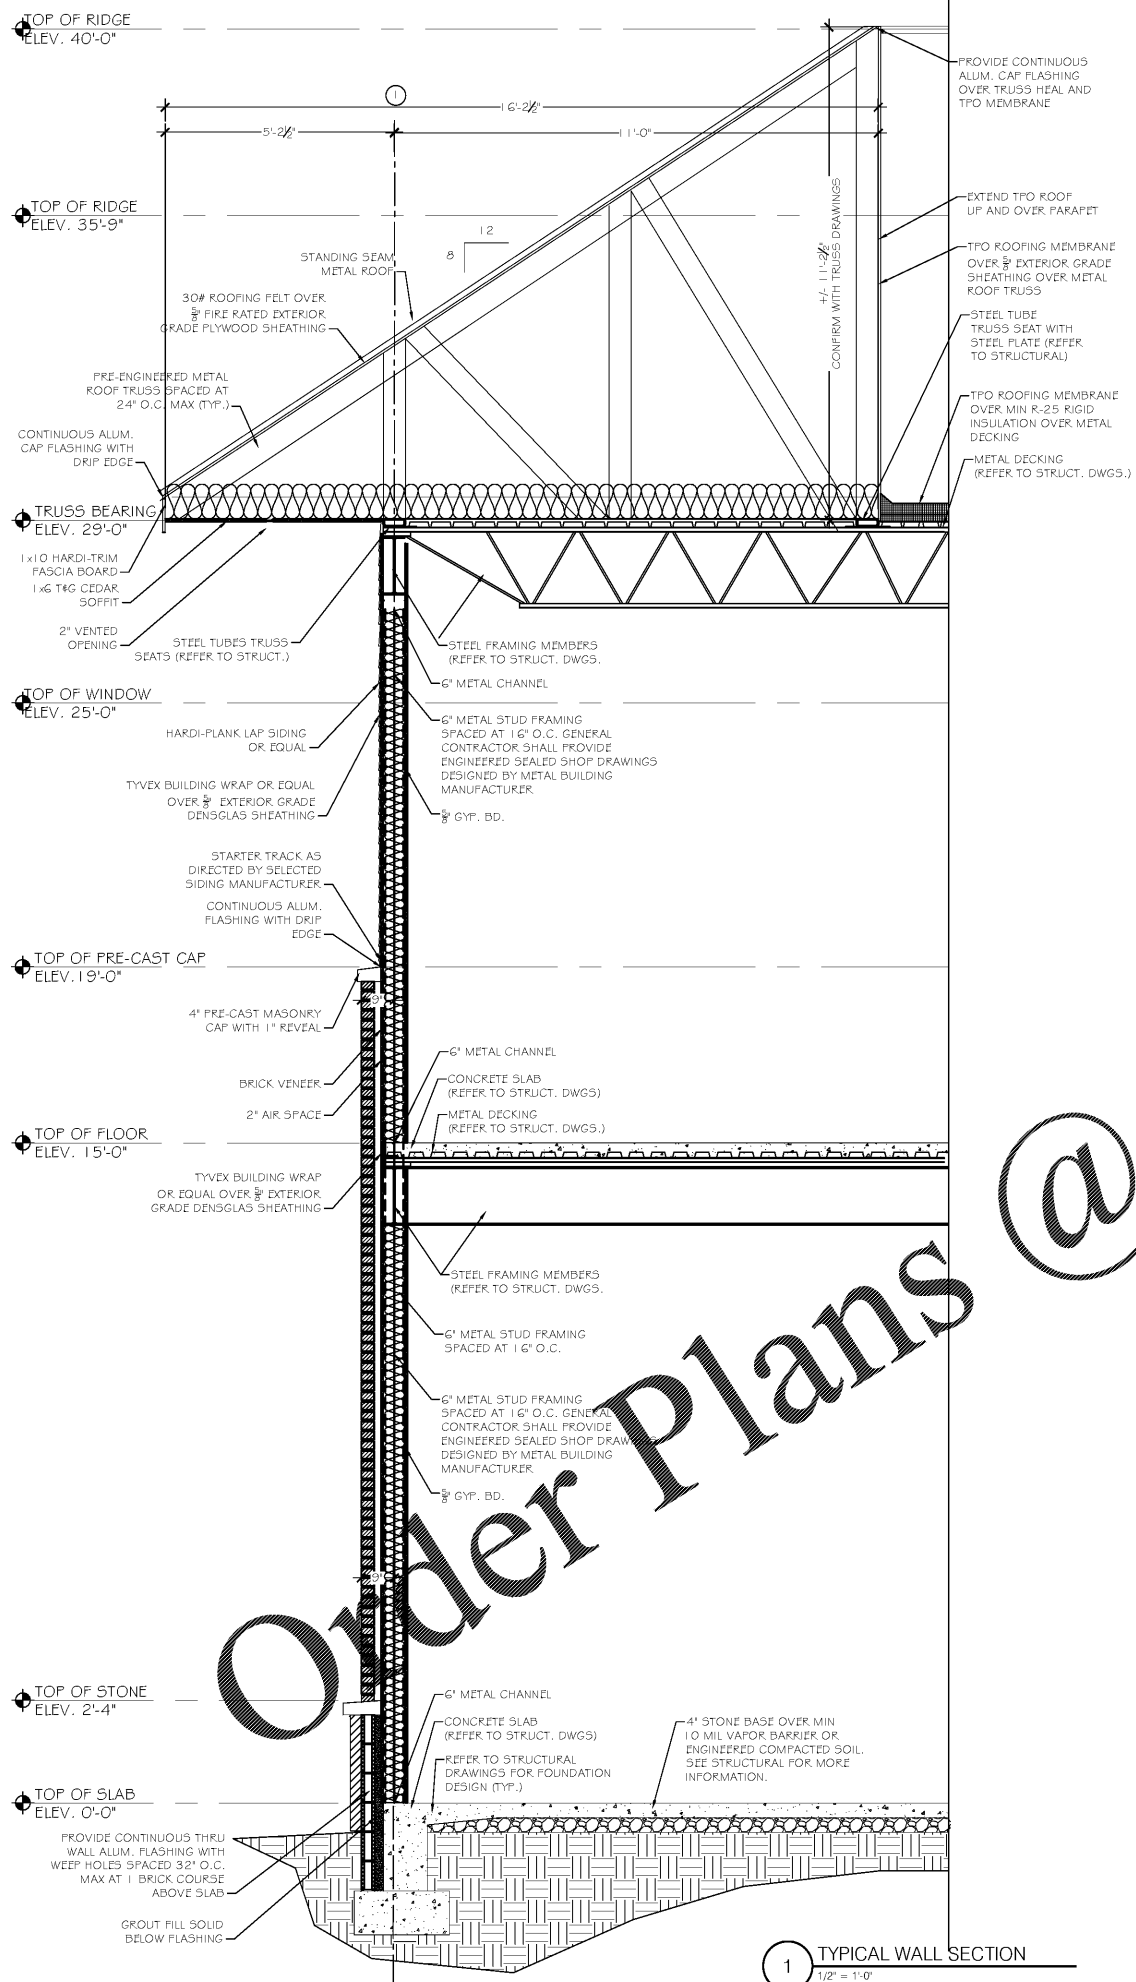 TOP OF RIDGE
ELEV. 40'-0"
PROVIDE CONTINUOUS
ALUM. CAP FLASHING
OVER TRUSS HEAL AND
TPO MEMBRANE
1
16'-2½"
5'-2½"
11'-0"
TOP OF RIDGE
ELEV. 35'-9"
EXTEND TPO ROOF
UP AND OVER PARAPET
12
8
+/- 11'-2½"
CONFIRM WITH TRUSS DRAWINGS
STANDING SEAM
METAL ROOF
TPO ROOFING MEMBRANE
OVER ⅝" EXTERIOR GRADE
SHEATHING OVER METAL
ROOF TRUSS
30# ROOFING FELT OVER
⅝" FIRE RATED EXTERIOR
GRADE PLYWOOD SHEATHING
STEEL TUBE
TRUSS SEAT WITH
STEEL PLATE (REFER
TO STRUCTURAL)
PRE-ENGINEERED METAL
ROOF TRUSS SPACED AT
24" O.C. MAX (TYP.)
TPO ROOFING MEMBRANE
OVER MIN R-25 RIGID
INSULATION OVER METAL
DECKING
CONTINUOUS ALUM.
CAP FLASHING WITH
DRIP EDGE
METAL DECKING
(REFER TO STRUCT. DWGS.)
TRUSS BEARING
ELEV. 29'-0"
1x10 HARDI-TRIM
FASCIA BOARD
1x6 T&G CEDAR
SOFFIT
2" VENTED
OPENING
STEEL TUBES TRUSS
SEATS (REFER TO STRUCT.)
STEEL FRAMING MEMBERS
(REFER TO STRUCT. DWGS.
6" METAL CHANNEL
TOP OF WINDOW
ELEV. 25'-0"
HARDI-PLANK LAP SIDING
OR EQUAL
6" METAL STUD FRAMING
SPACED AT 16" O.C. GENERAL
CONTRACTOR SHALL PROVIDE
ENGINEERED SEALED SHOP DRAWINGS
DESIGNED BY METAL BUILDING
MANUFACTURER
TYVEX BUILDING WRAP OR EQUAL
OVER ⅝" EXTERIOR GRADE
DENSGLAS SHEATHING
⅝" GYP. BD.
STARTER TRACK AS
DIRECTED BY SELECTED
SIDING MANUFACTURER
CONTINUOUS ALUM.
FLASHING WITH DRIP
EDGE
TOP OF PRE-CAST CAP
ELEV. 19'-0"
9"
4" PRE-CAST MASONRY
CAP WITH 1" REVEAL
6" METAL CHANNEL
BRICK VENEER
CONCRETE SLAB
(REFER TO STRUCT. DWGS)
2" AIR SPACE
METAL DECKING
(REFER TO STRUCT. DWGS.)
TOP OF FLOOR
ELEV. 15'-0"
TYVEX BUILDING WRAP
OR EQUAL OVER ⅝" EXTERIOR
GRADE DENSGLAS SHEATHING
STEEL FRAMING MEMBERS
(REFER TO STRUCT. DWGS.
6" METAL STUD FRAMING
SPACED AT 16" O.C.
6" METAL STUD FRAMING
SPACED AT 16" O.C. GENERAL
CONTRACTOR SHALL PROVIDE
ENGINEERED SEALED SHOP DRAWINGS
DESIGNED BY METAL BUILDING
MANUFACTURER
⅝" GYP. BD.
9"
Order Plans @
TOP OF STONE
ELEV. 2'-4"
6" METAL CHANNEL
CONCRETE SLAB
(REFER TO STRUCT. DWGS)
REFER TO STRUCTURAL
DRAWINGS FOR FOUNDATION
DESIGN (TYP.)
4" STONE BASE OVER MIN
10 MIL VAPOR BARRIER OR
ENGINEERED COMPACTED SOIL.
SEE STRUCTURAL FOR MORE
INFORMATION.
TOP OF SLAB
ELEV. 0'-0"
PROVIDE CONTINUOUS THRU
WALL ALUM. FLASHING WITH
WEEP HOLES SPACED 32" O.C.
MAX AT 1 BRICK COURSE
ABOVE SLAB
GROUT FILL SOLID
BELOW FLASHING
1
TYPICAL WALL SECTION
1/2" = 1'-0"